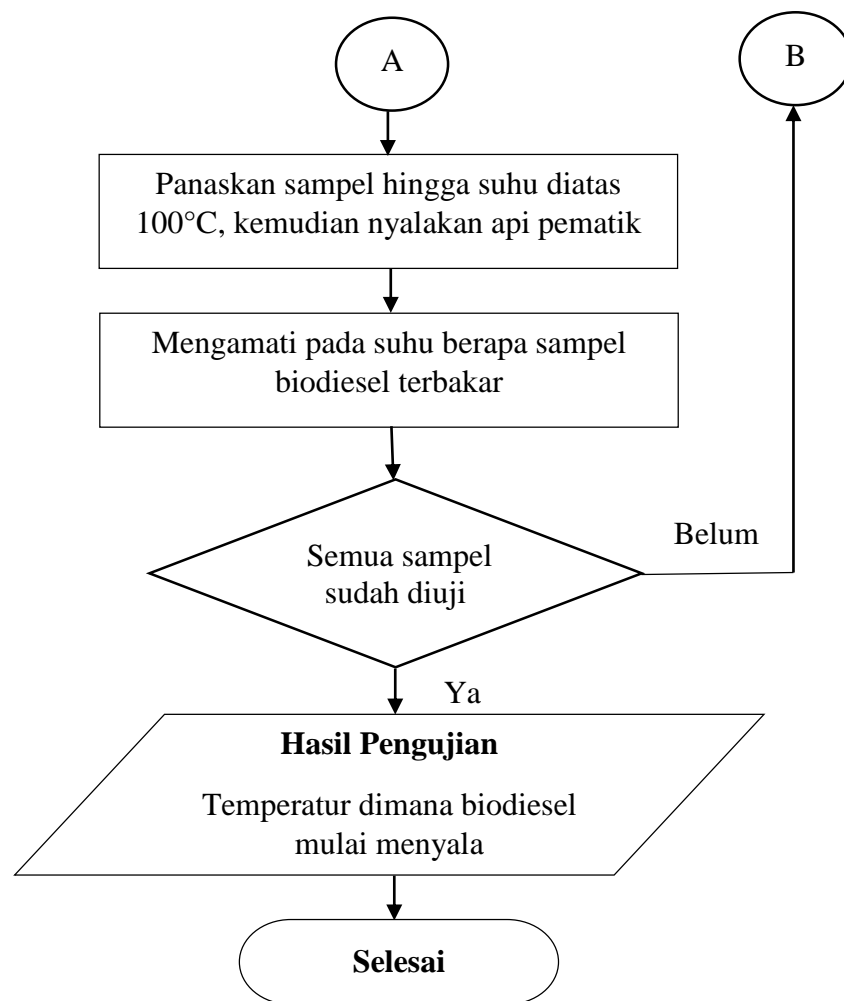 A
B
Panaskan sampel hingga suhu diatas
100°C, kemudian nyalakan api pematik
Mengamati pada suhu berapa sampel
biodiesel terbakar
Belum
Semua sampel
sudah diuji
Ya
Hasil Pengujian
Temperatur dimana biodiesel
mulai menyala
Selesai